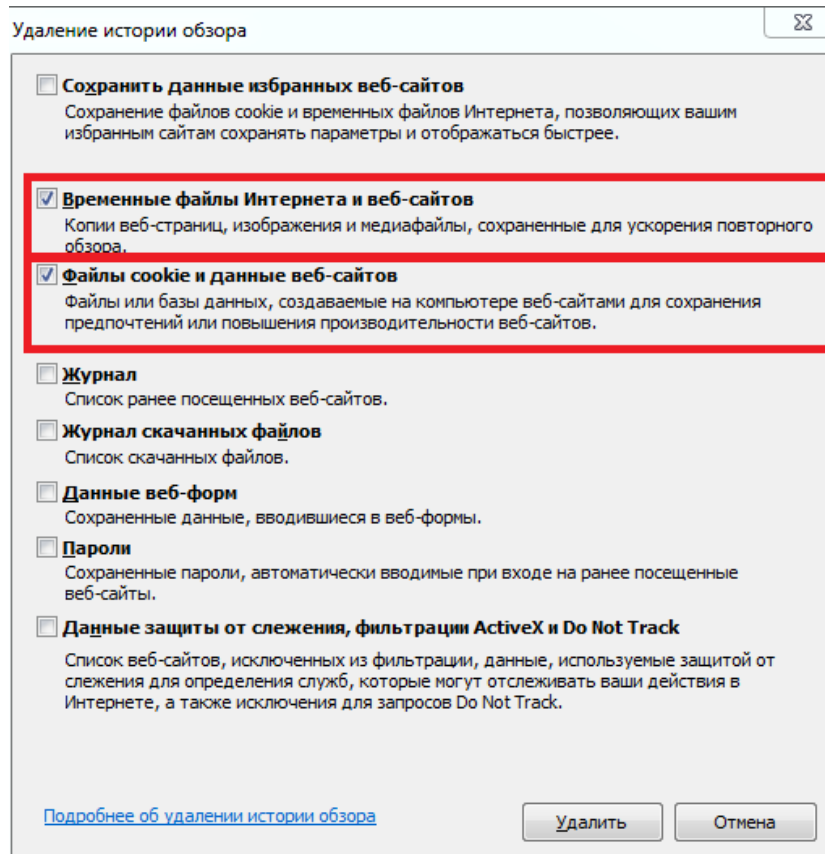 Удаление истории обзора
Сохранить данные избранных веб-сайтов
Сохранение файлов cookie и временных файлов Интернета, позволяющих вашим
избранным сайтам сохранять параметры и отображаться быстрее.
Временные файлы Интернета и веб-сайтов
Копии веб-страниц, изображения и медиафайлы, сохраненные для ускорения повторного
обзора.
Файлы cookie и данные веб-сайтов
Файлы или базы данных, создаваемые на компьютере веб-сайтами для сохранения
предпочтений или повышения производительности веб-сайтов.
Журнал
Список ранее посещенных веб-сайтов.
Журнал скачанных файлов
Список скачанных файлов.
Данные веб-форм
Сохраненные данные, вводившиеся в веб-формы.
Пароли
Сохраненные пароли, автоматически вводимые при входе на ранее посещенные
веб-сайты.
Данные защиты от слежения, фильтрации ActiveX и Do Not Track
Список веб-сайтов, исключенных из фильтрации, данные, используемые защитой от
слежения для определения служб, которые могут отслеживать ваши действия в
Интернете, а также исключения для запросов Do Not Track.
Подробнее об удалении истории обзора
Удалить
Отмена